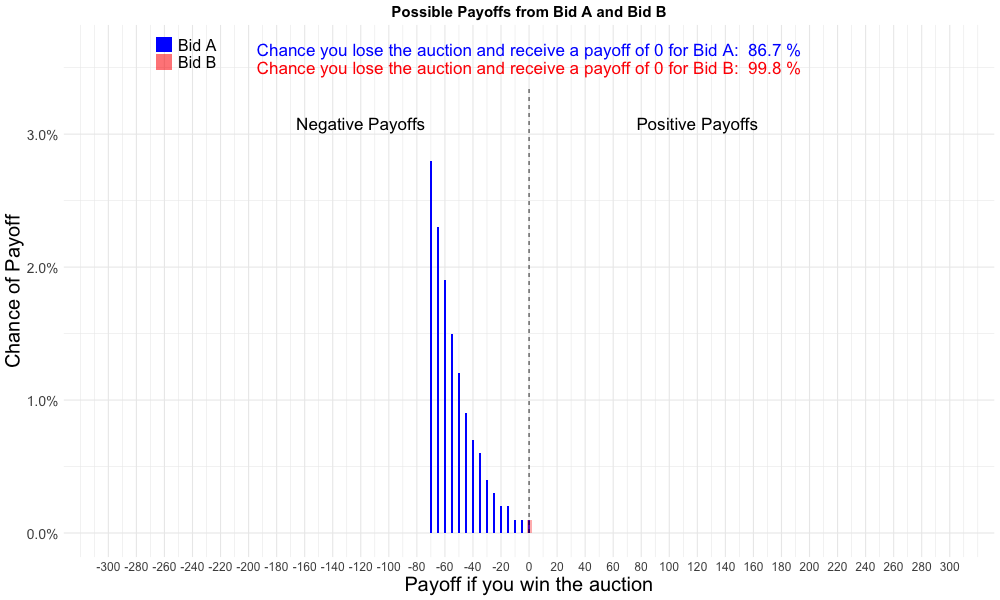 Possible Payoffs from Bid A and Bid B
Bid A
Bid B
Chance you lose the auction and receive a payoff of 0 for Bid A: 86.7 %
Chance you lose the auction and receive a payoff of 0 for Bid B: 99.8 %
Negative Payoffs
Positive Payoffs
Chance of Payoff
3.0%
2.0%
1.0%
0.0%
-300 -280 -260 -240 -220 -200 -180 -160 -140 -120 -100 -80 -60 -40 -20 0 20 40 60 80 100 120 140 160 180 200 220 240 260 280 300
Payoff if you win the auction